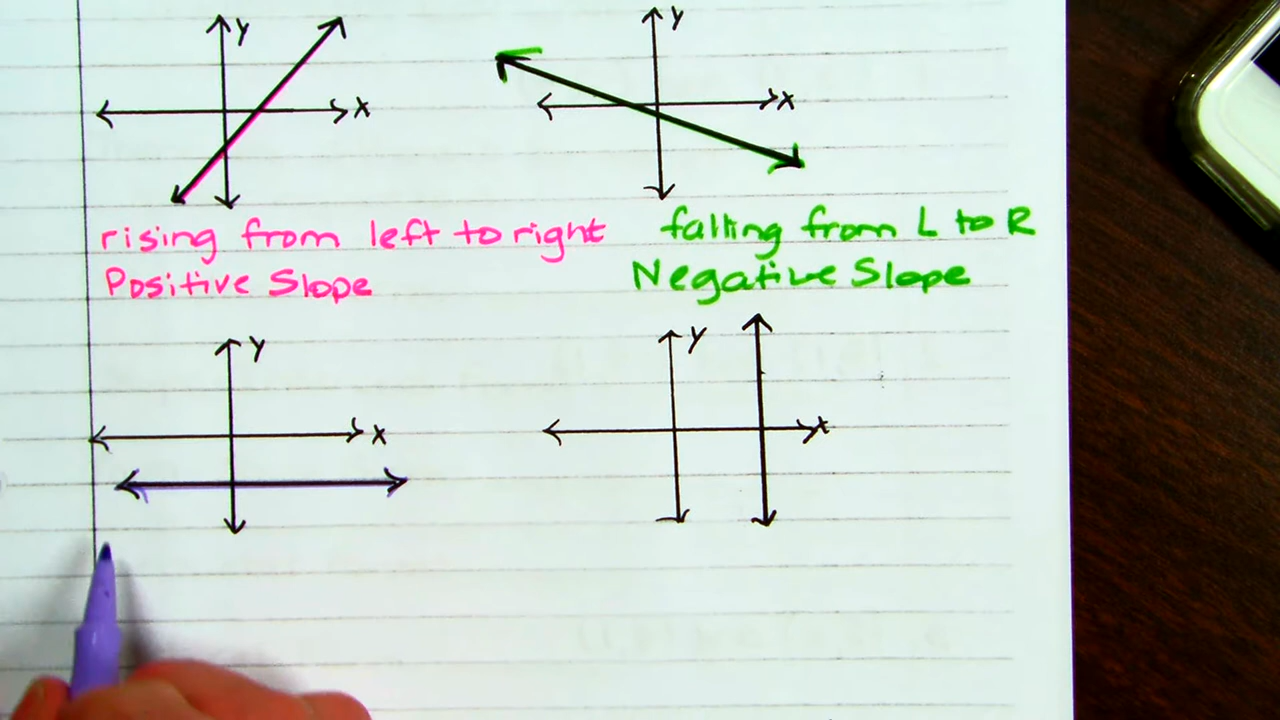 Y
X
Y
X
rising from left to right
Positive Slope
falling from L to R
Negative Slope
Y
X
Y
X